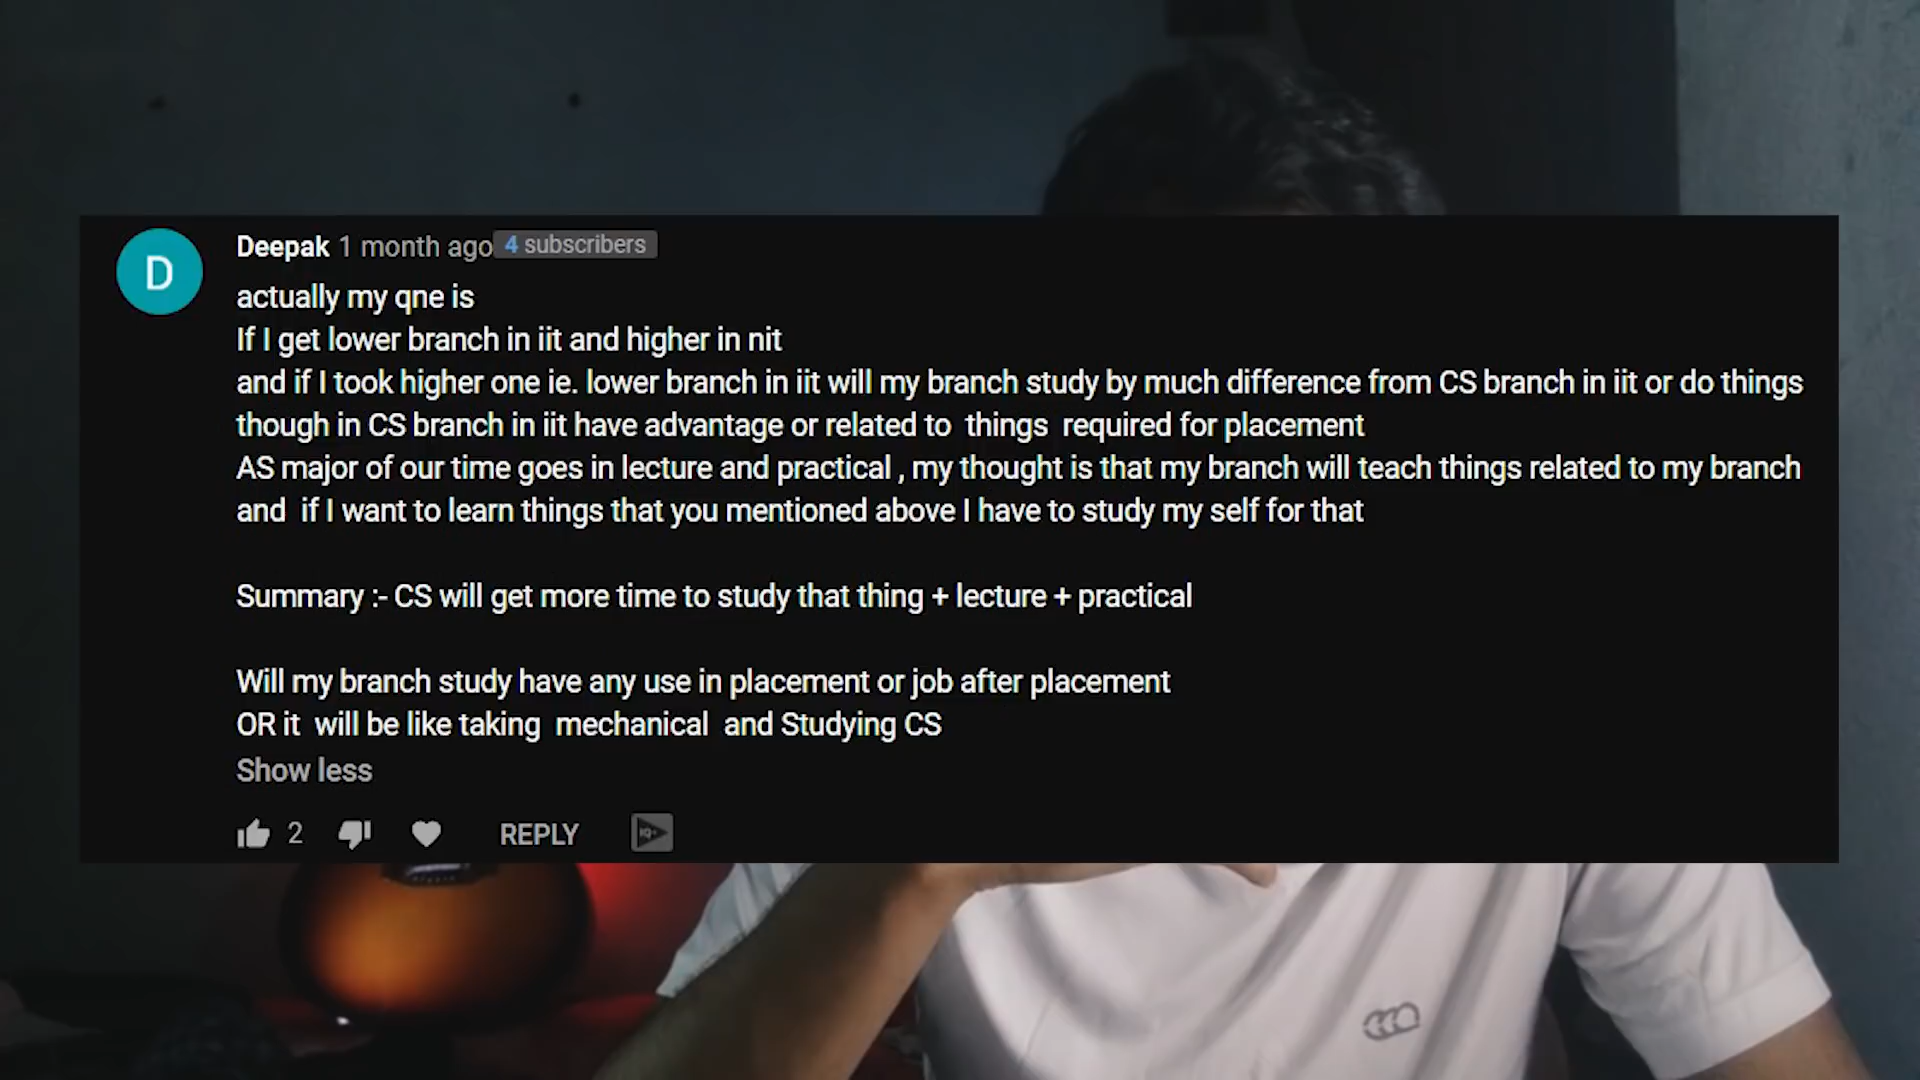 D
Deepak 1 month ago 4 subscribers
actually my qne is
If I get lower branch in iit and higher in nit
and if I took higher one ie. lower branch in iit will my branch study by much difference from CS branch in iit or do things
though in CS branch in iit have advantage or related to things required for placement
AS major of our time goes in lecture and practical , my thought is that my branch will teach things related to my branch
and if I want to learn things that you mentioned above I have to study my self for that
Summary :- CS will get more time to study that thing + lecture + practical
Will my branch study have any use in placement or job after placement
OR it will be like taking mechanical and Studying CS
Show less
2 REPLY IQ+